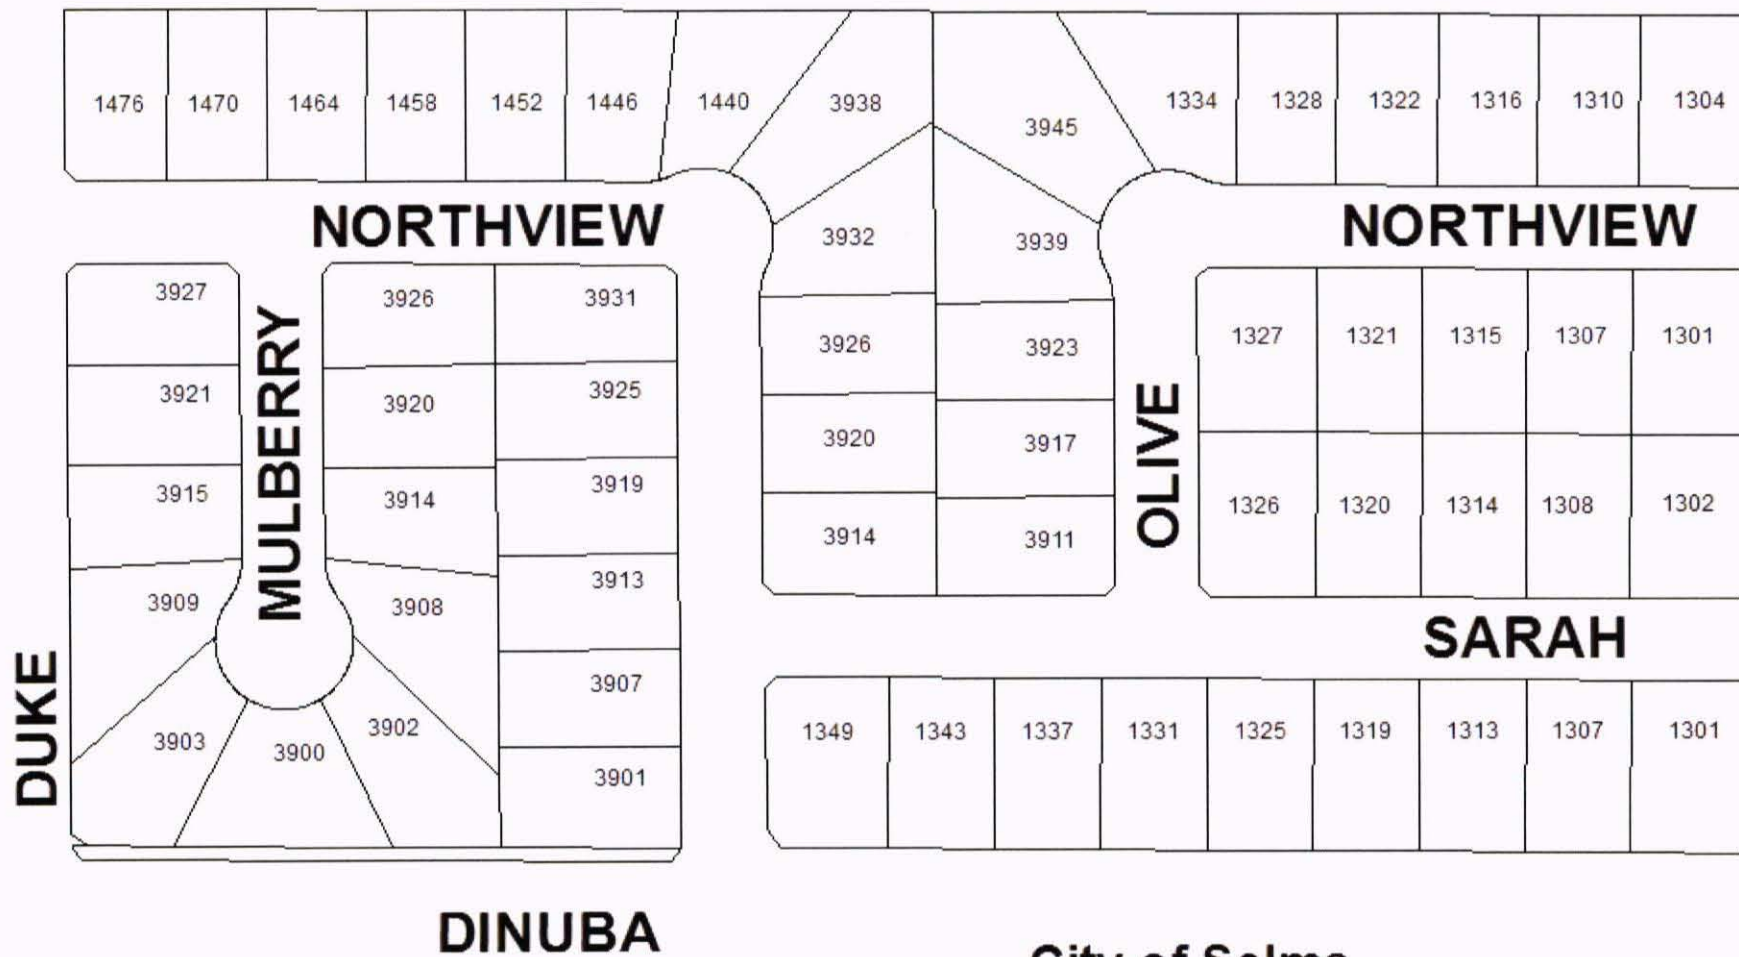 1476 1470 1464 1458 1452 1446 1440 3938 3945 1334 1328 1322 1316 1310 1304
NORTHVIEW
NORTHVIEW
3932 3939
3927
3926 3931
3926 3923
1327 1321 1315 1307 1301
3921
3920 3925
3920 3917
3915
3914 3919
3914 3911
1326 1320 1314 1308 1302
MULBERRY
OLIVE
3909 3908
3913
SARAH
DUKE
3907
3903 3900 3902
1349 1343 1337 1331 1325 1319 1313 1307 1301
3901
DINUBA
City of Selma